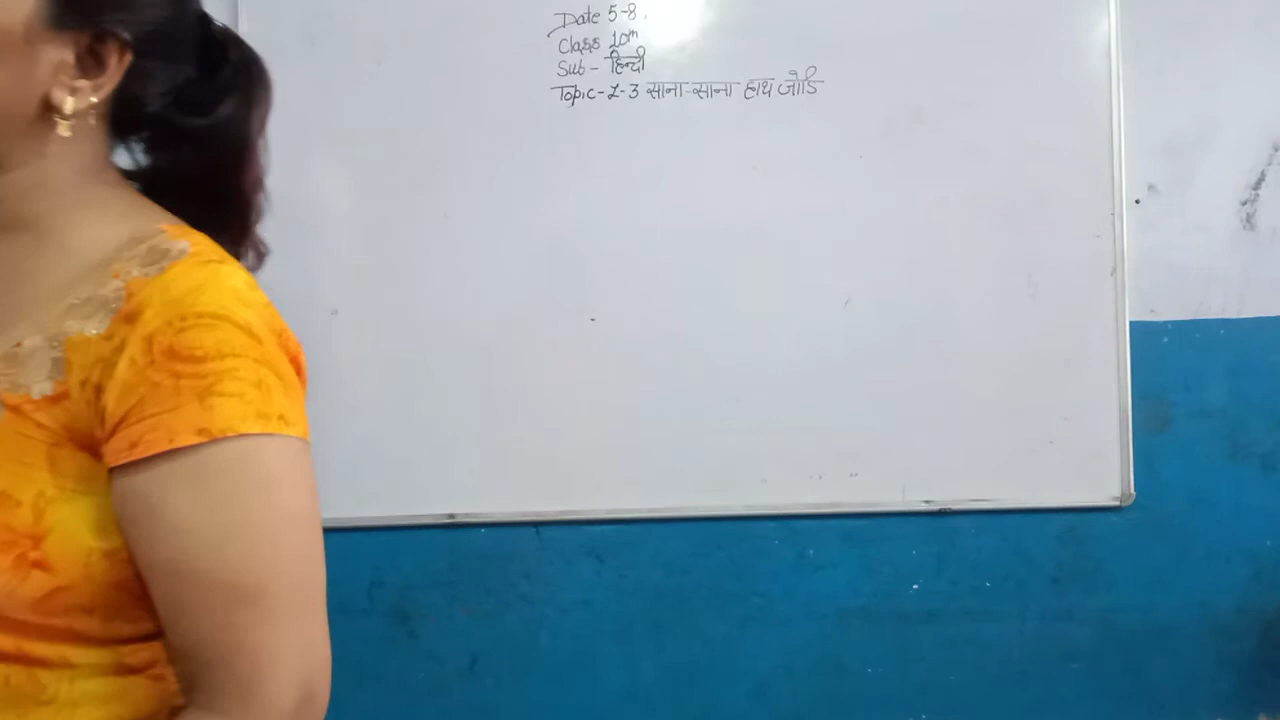 Date 5-8.
Class 10th
Sub- हिन्दी
Topic-L-3 साना-साना हाथ जोडि